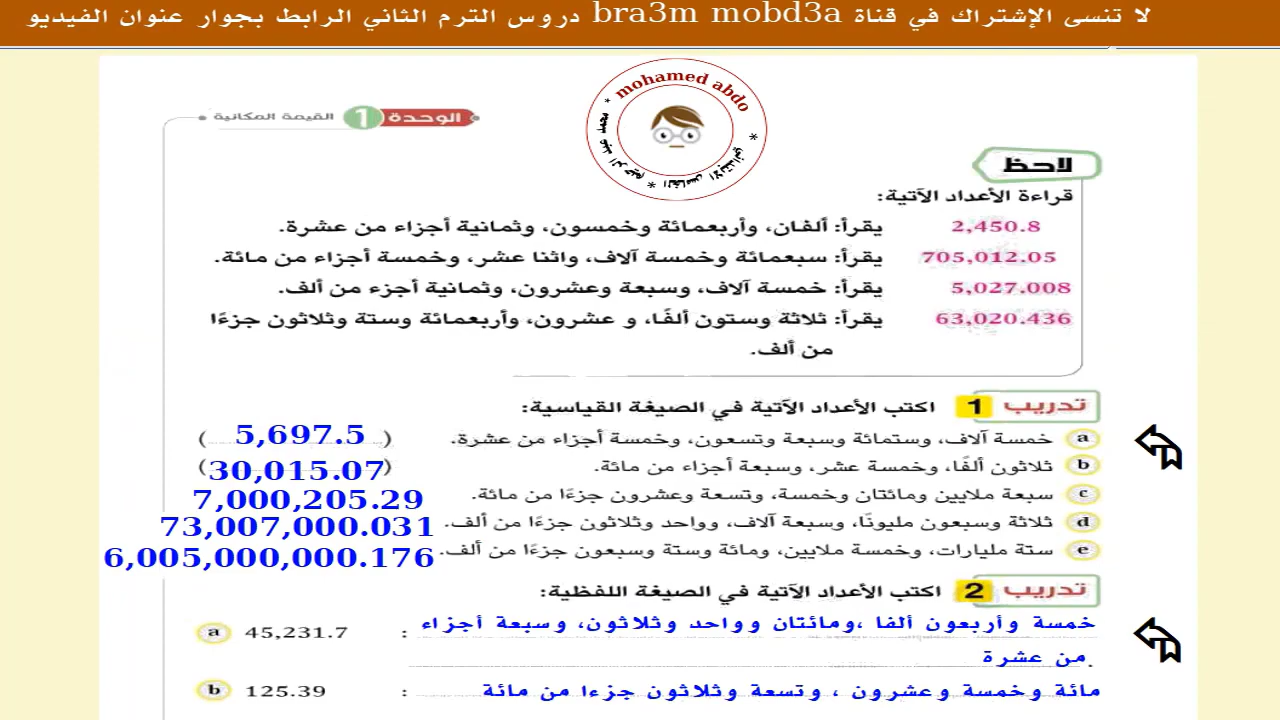 لا تنسى الإشتراك في قناة bra3m mobd3a دروس الترم الثاني الرابط بجوار عنوان الفيديو
الوحدة 1 القيمة المكانية
mohamed abdo
* محمد عبد الرحيم * الخامس الابتدائي *
لاحظ
قراءة الأعداد الآتية:
2,450.8 يقرأ: ألفان، وأربعمائة وخمسون، وثمانية أجزاء من عشرة.
705,012.05 يقرأ: سبعمائة وخمسة آلاف، واثنا عشر، وخمسة أجزاء من مائة.
5,027.008 يقرأ: خمسة آلاف، وسبعة وعشرون، وثمانية أجزء من ألف.
63,020.436 يقرأ: ثلاثة وستون ألفًا، و عشرون، وأربعمائة وستة وثلاثون جزءًا
من ألف.
تدريب 1 اكتب الأعداد الآتية في الصيغة القياسية:
a خمسة آلاف، وستمائة وسبعة وتسعون، وخمسة أجزاء من عشرة. ( 5,697.5 )
b ثلاثون ألفًا، وخمسة عشر، وسبعة أجزاء من مائة. (30,015.07)
c سبعة ملايين ومائتان وخمسة، وتسعة وعشرون جزءًا من مائة. 7,000,205.29
d ثلاثة وسبعون مليونًا، وسبعة آلاف، وواحد وثلاثون جزءًا من ألف. 73,007,000.031
e ستة مليارات، وخمسة ملايين، ومائة وستة وسبعون جزءًا من ألف. 6,005,000,000.176
تدريب 2 اكتب الأعداد الآتية في الصيغة اللفظية:
a 45,231.7 : خمسة وأربعون ألفا ،ومائتان وواحد وثلاثون، وسبعة أجزاء
من عشرة.
b 125.39 : مائة وخمسة وعشرون ، وتسعة وثلاثون جزءا من مائة